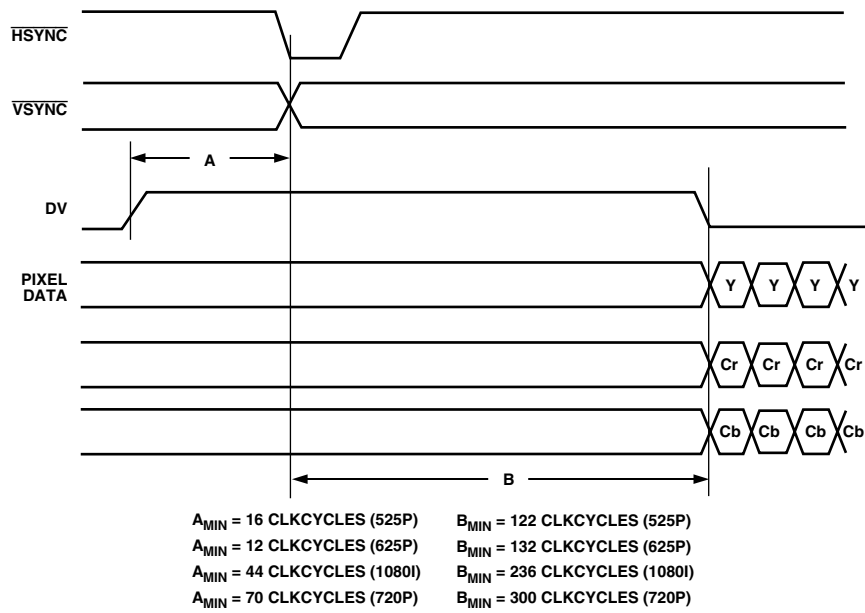 HSYNC
VSYNC
A
DV
PIXEL
DATA
Y Y Y Y
Cr Cr Cr Cr
Cb Cb Cb Cb
B
AMIN = 16 CLKCYCLES (525P) BMIN = 122 CLKCYCLES (525P)
AMIN = 12 CLKCYCLES (625P) BMIN = 132 CLKCYCLES (625P)
AMIN = 44 CLKCYCLES (1080I) BMIN = 236 CLKCYCLES (1080I)
AMIN = 70 CLKCYCLES (720P) BMIN = 300 CLKCYCLES (720P)